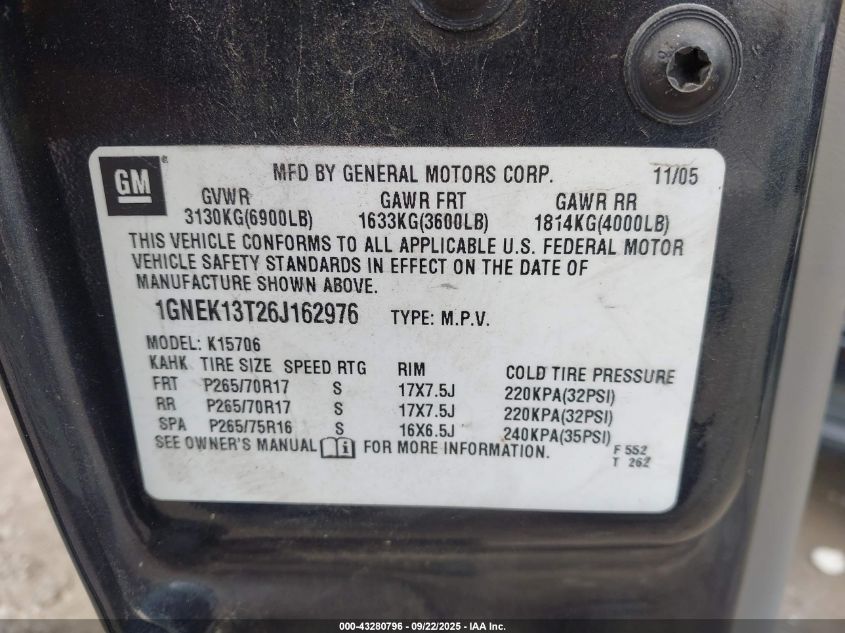 GM
MFD BY GENERAL MOTORS CORP. 11/05
GVWR GAWR FRT GAWR RR
3130KG(6900LB) 1633KG(3600LB) 1814KG(4000LB)
THIS VEHICLE CONFORMS TO ALL APPLICABLE U.S. FEDERAL MOTOR
VEHICLE SAFETY STANDARDS IN EFFECT ON THE DATE OF
MANUFACTURE SHOWN ABOVE.
1GNEK13T26J162976 TYPE: M.P.V.
MODEL: K15706
KAHK TIRE SIZE SPEED RTG RIM COLD TIRE PRESSURE
FRT P265/70R17 S 17X7.5J 220KPA(32PSI)
RR P265/70R17 S 17X7.5J 220KPA(32PSI)
SPA P265/75R16 S 16X6.5J 240KPA(35PSI)
SEE OWNER'S MANUAL i FOR MORE INFORMATION.
F 552
T 262
000-43280796 - 09/22/2025 - IAA Inc.